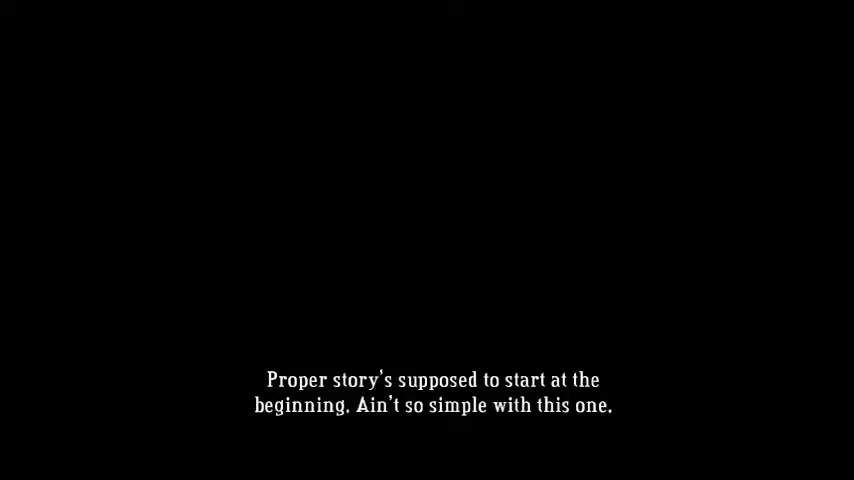 Proper story's supposed to start at the
beginning. Ain't so simple with this one.